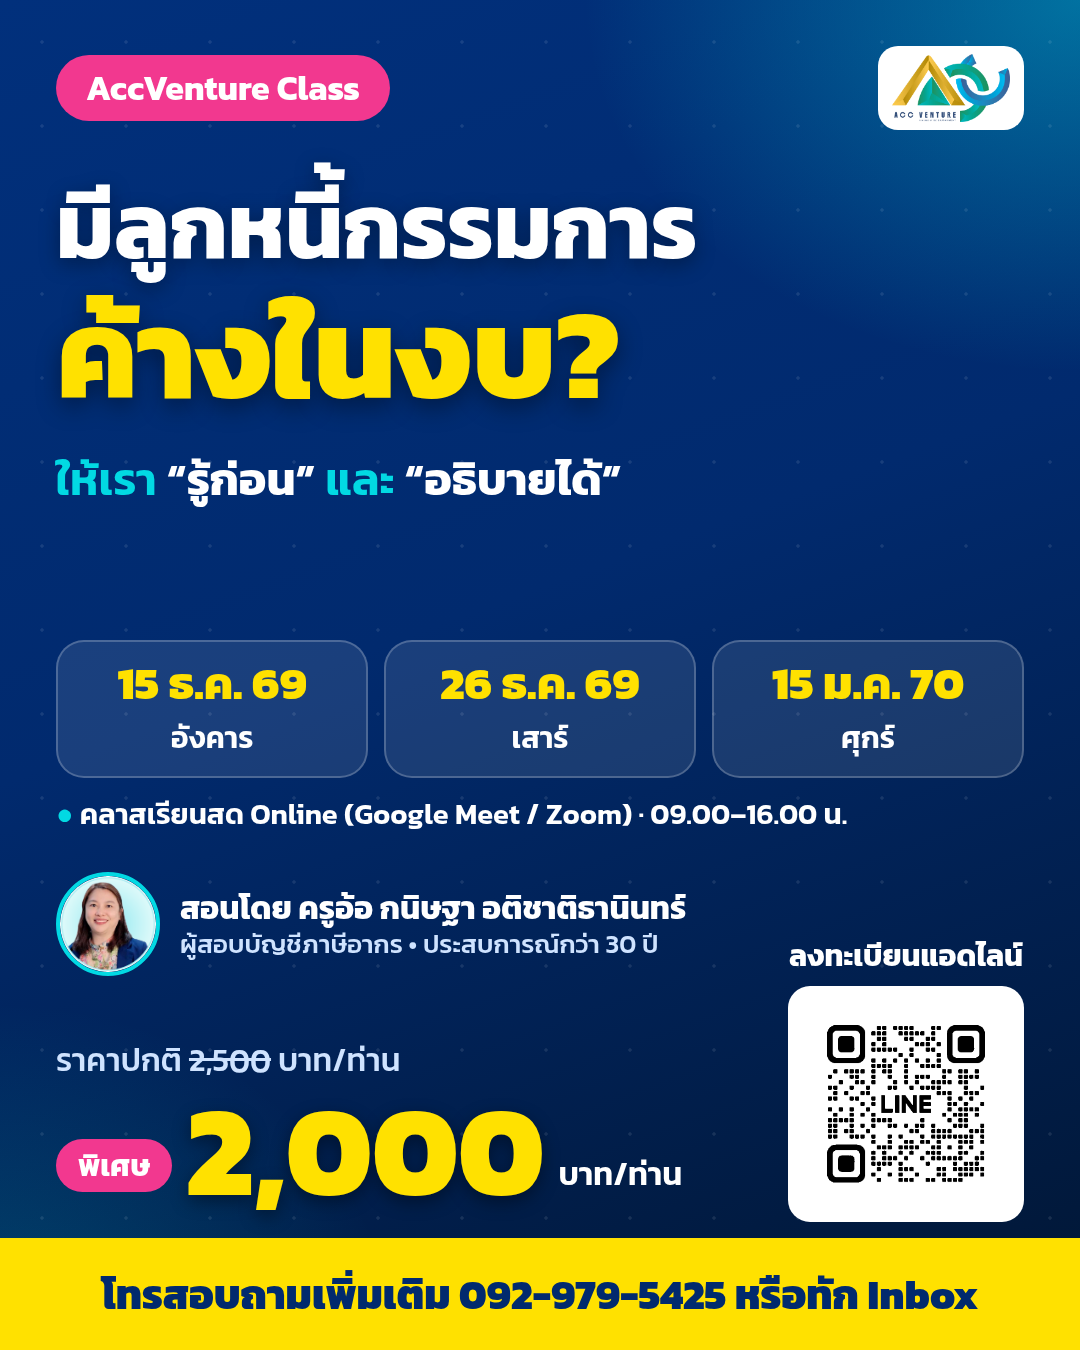 AccVenture Class
ACC VENTURE
มีลูกหนี้กรรมการ
ค้างในงบ?
ให้เรา “รู้ก่อน” และ “อธิบายได้”
15 ธ.ค. 69
อังคาร
26 ธ.ค. 69
เสาร์
15 ม.ค. 70
ศุกร์
• คลาสเรียนสด Online (Google Meet / Zoom) · 09.00–16.00 น.
สอนโดย ครูอ้อ กนิษฐา อติชาติธานินทร์
ผู้สอบบัญชีภาษีอากร • ประสบการณ์กว่า 30 ปี
ลงทะเบียนแอดไลน์
LINE
ราคาปกติ 2,500 บาท/ท่าน
พิเศษ 2,000 บาท/ท่าน
โทรสอบถามเพิ่มเติม 092-979-5425 หรือทัก Inbox